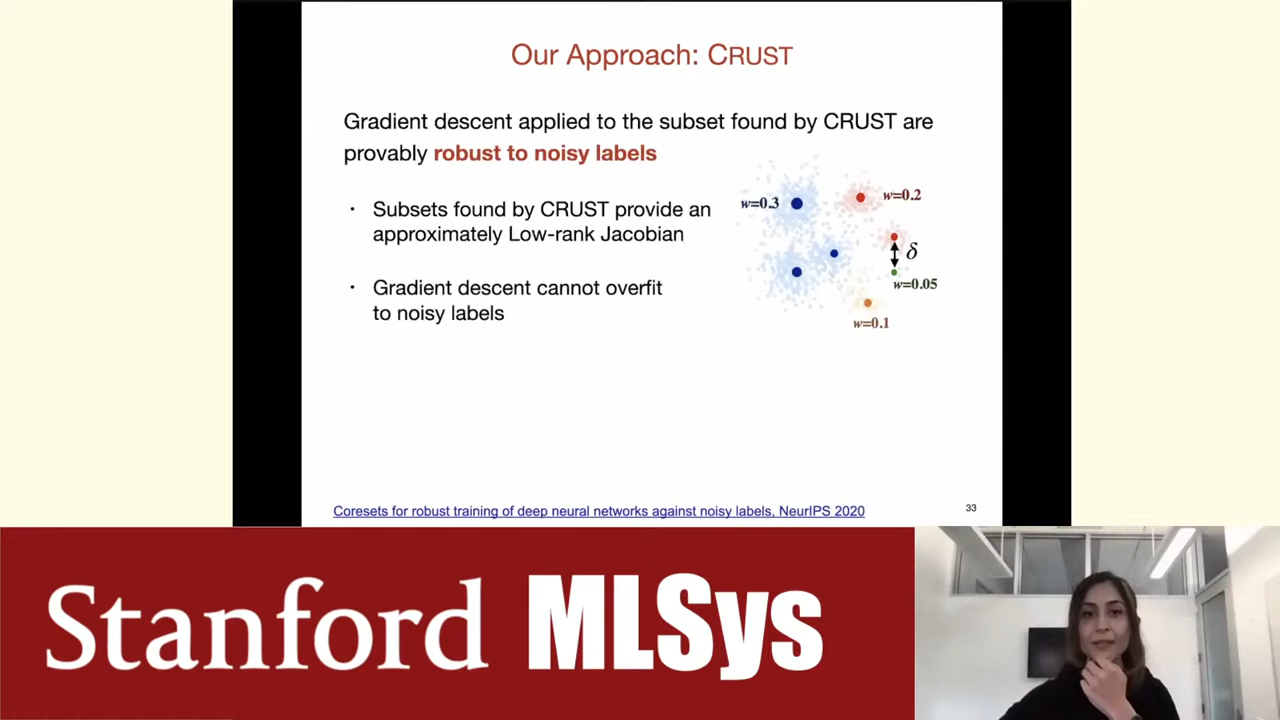 Our Approach: CRUST
Gradient descent applied to the subset found by CRUST are
provably robust to noisy labels
· Subsets found by CRUST provide an
approximately Low-rank Jacobian
· Gradient descent cannot overfit
to noisy labels
w=0.3
w=0.2
δ
w=0.05
w=0.1
Coresets for robust training of deep neural networks against noisy labels, NeurIPS 2020
33
Stanford MLSys